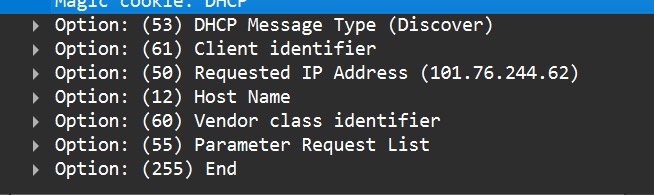 Magic cookie: DHCP
Option: (53) DHCP Message Type (Discover)
Option: (61) Client identifier
Option: (50) Requested IP Address (101.76.244.62)
Option: (12) Host Name
Option: (60) Vendor class identifier
Option: (55) Parameter Request List
Option: (255) End